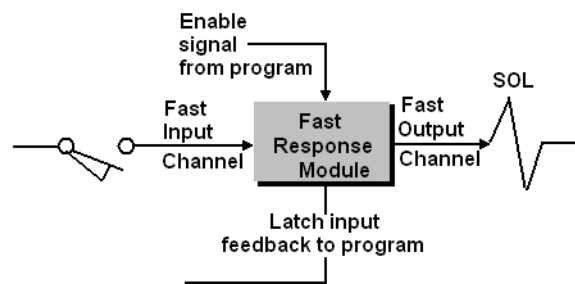 Enable
signal
from program
SOL
Fast
Input
Channel
Fast
Response
Module
Fast
Output
Channel
Latch input
feedback to program